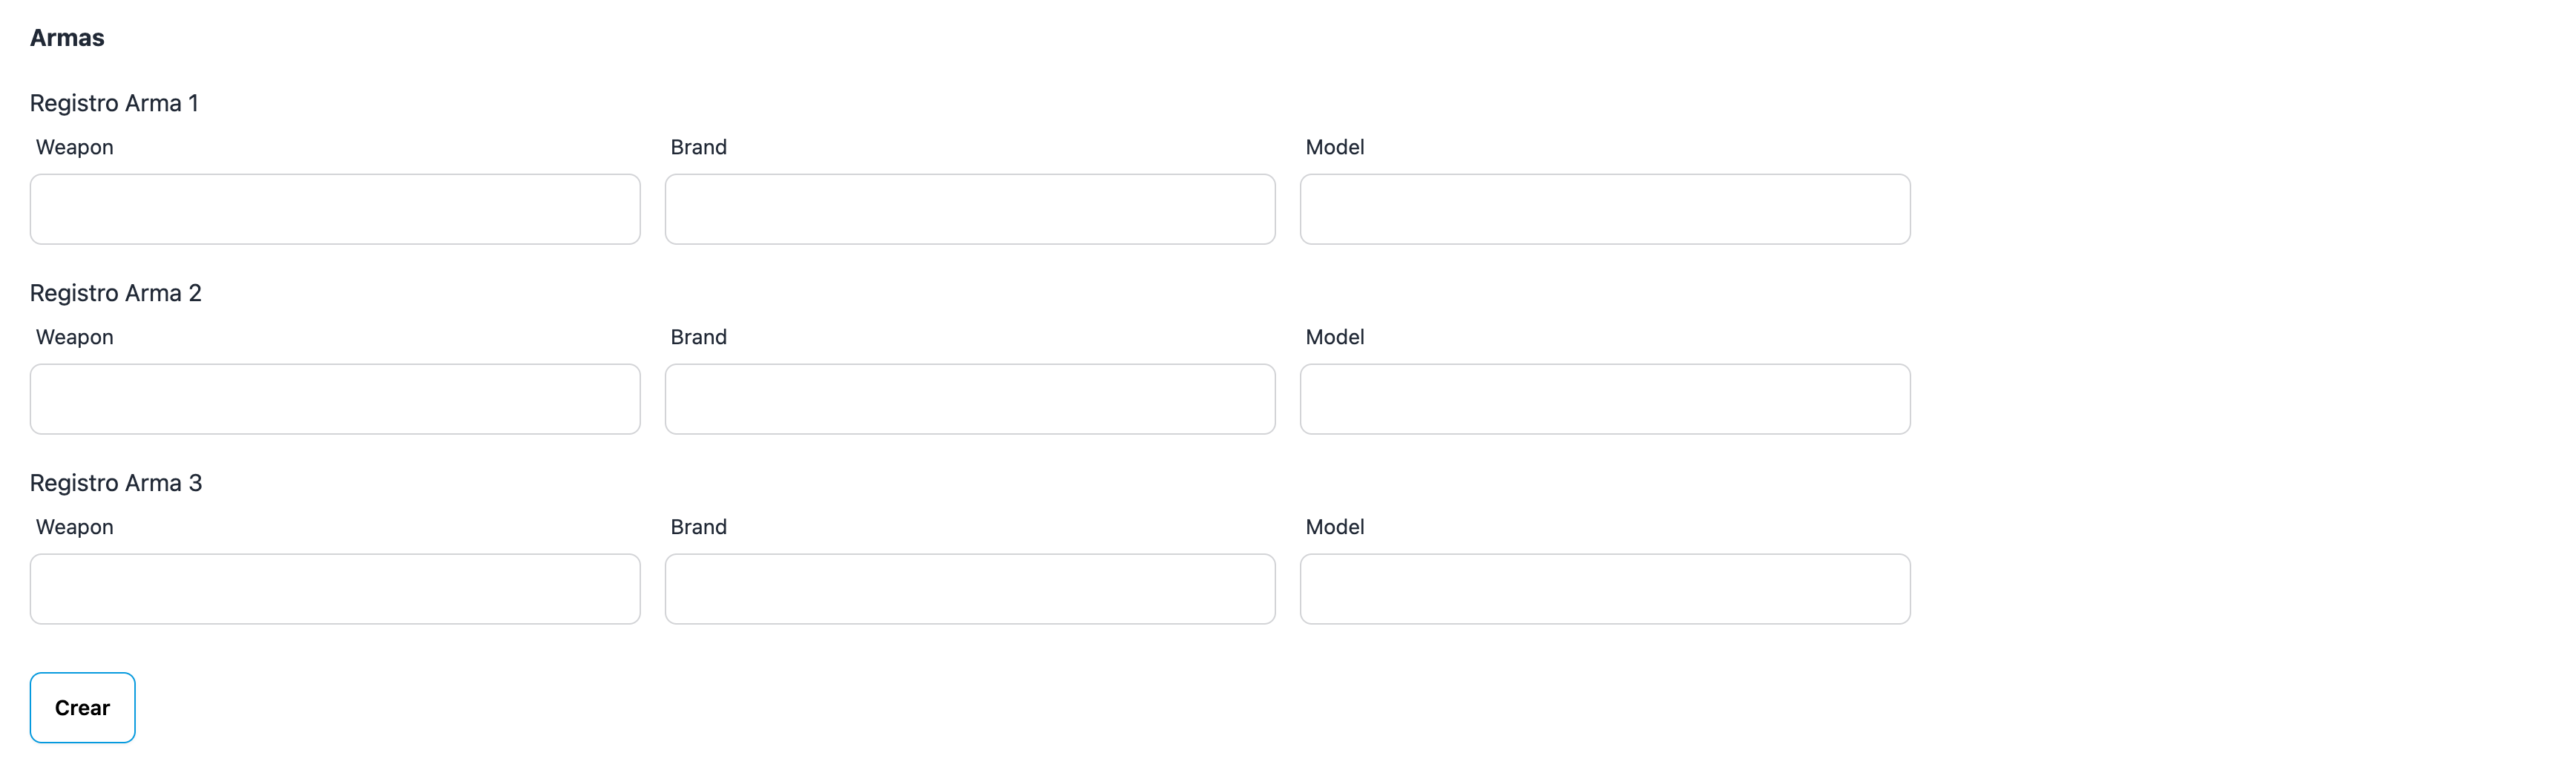 Armas
Registro Arma 1
Weapon Brand Model
Registro Arma 2
Weapon Brand Model
Registro Arma 3
Weapon Brand Model
Crear